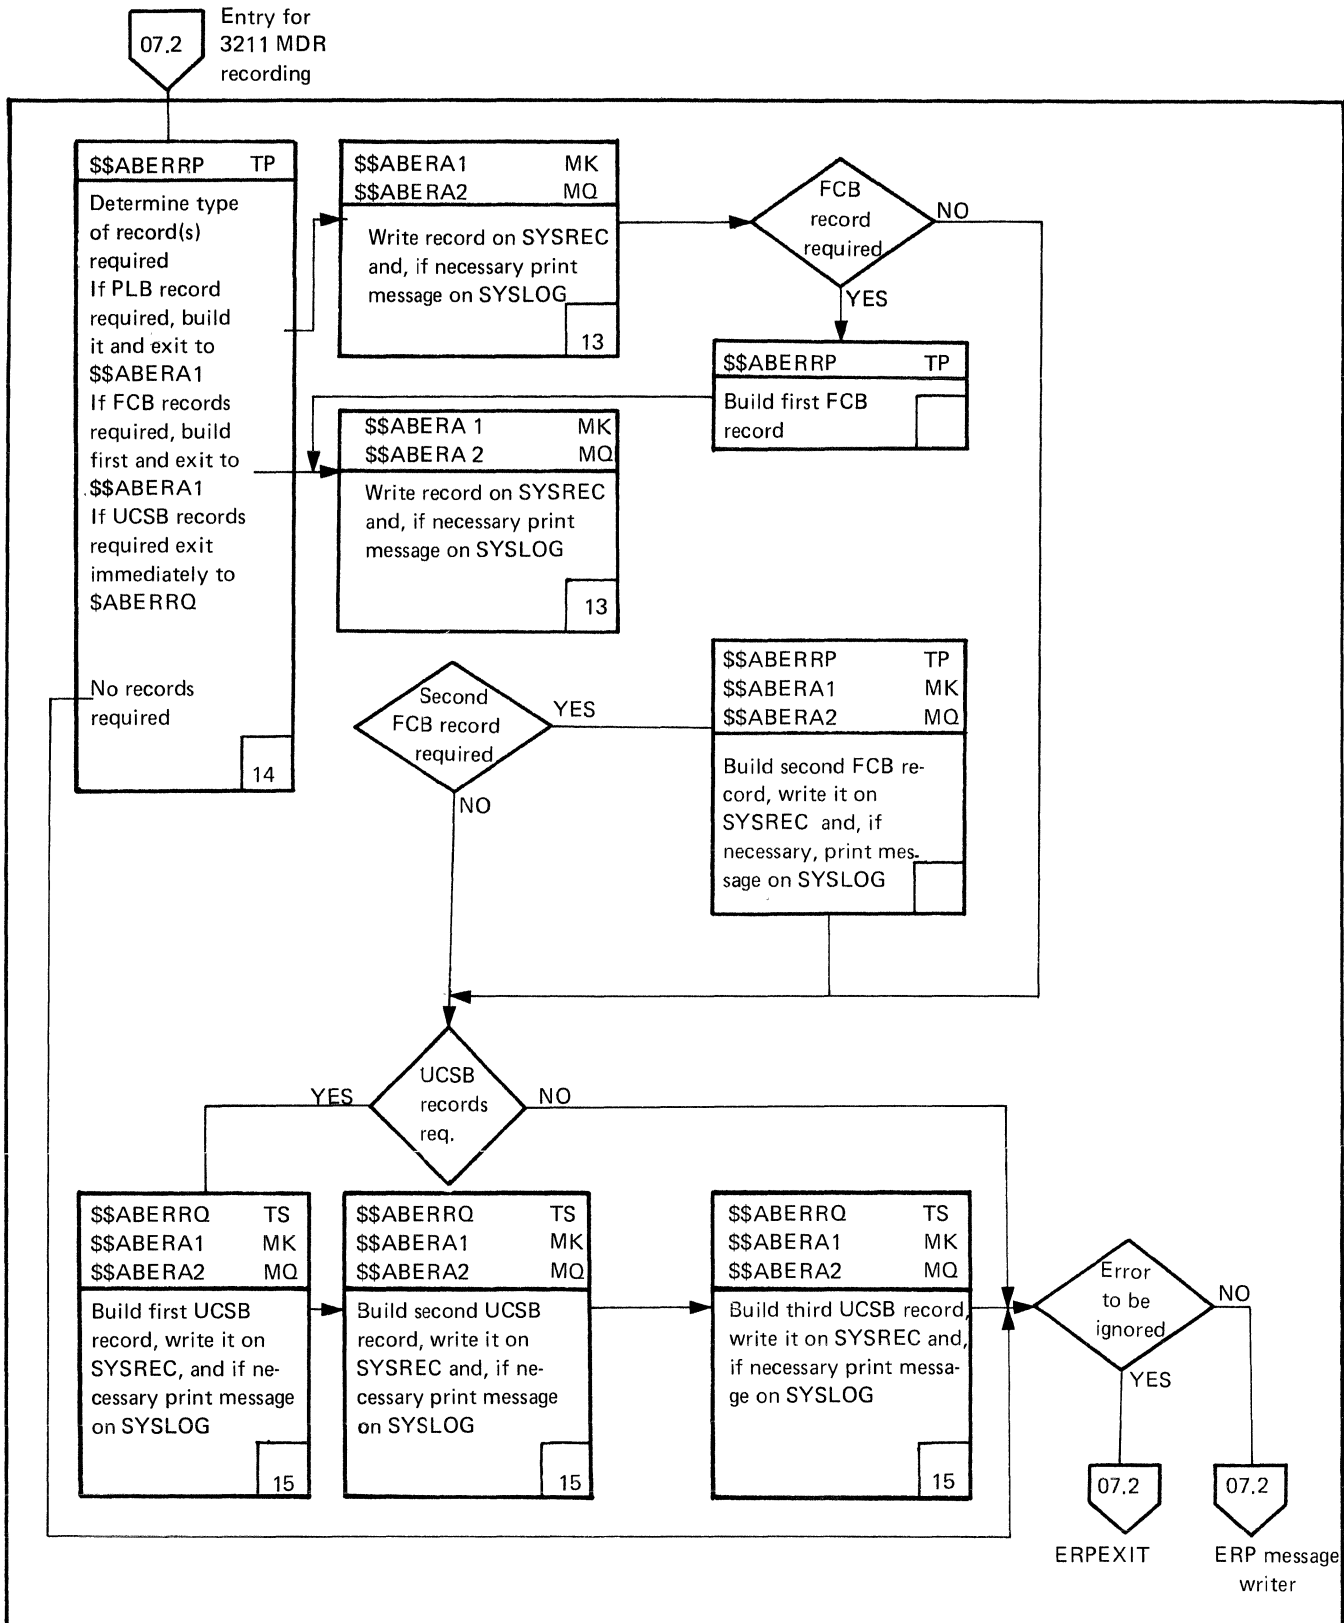 07.2
Entry for
3211 MDR
recording
$$ABERRP TP
Determine type
of record(s)
required
If PLB record
required, build
it and exit to
$$ABERA1
If FCB records
required, build
first and exit to
$$ABERA1
If UCSB records
required exit
immediately to
$ABERRQ
No records
required
14
$$ABERA1 MK
$$ABERA2 MQ
Write record on SYSREC
and, if necessary print
message on SYSLOG
13
FCB
record
required
NO
YES
$$ABERRP TP
Build first FCB
record
$$ABERA 1 MK
$$ABERA 2 MQ
Write record on SYSREC
and, if necessary print
message on SYSLOG
13
Second
FCB record
required
YES
NO
$$ABERRP TP
$$ABERA1 MK
$$ABERA2 MQ
Build second FCB re-
cord, write it on
SYSREC and, if
necessary, print mes-
sage on SYSLOG
UCSB
records
req.
YES
NO
$$ABERRQ TS
$$ABERA1 MK
$$ABERA2 MQ
Build first UCSB
record, write it on
SYSREC, and if ne-
cessary print message
on SYSLOG
15
$$ABERRQ TS
$$ABERA1 MK
$$ABERA2 MQ
Build second UCSB
record, write it on
SYSREC and, if ne-
cessary print message
on SYSLOG
15
$$ABERRQ TS
$$ABERA1 MK
$$ABERA2 MQ
Build third UCSB record,
write it on SYSREC and,
if necessary print messa-
ge on SYSLOG
15
Error
to be
ignored
NO
YES
07.2
ERPEXIT
07.2
ERP message
writer